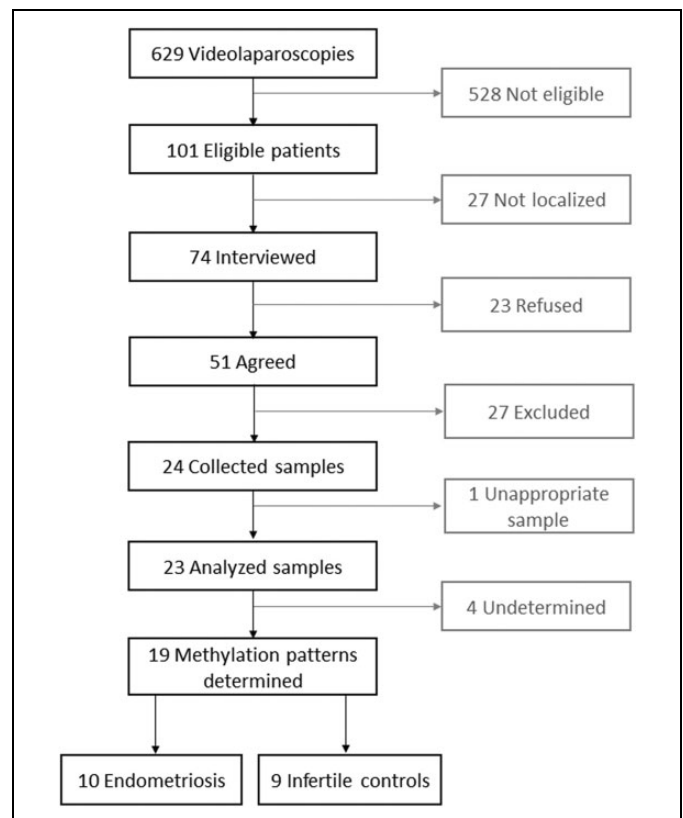 629 Videolaparoscopies
528 Not eligible
101 Eligible patients
27 Not localized
74 Interviewed
23 Refused
51 Agreed
27 Excluded
24 Collected samples
1 Unappropriate
sample
23 Analyzed samples
4 Undetermined
19 Methylation patterns
determined
10 Endometriosis
9 Infertile controls